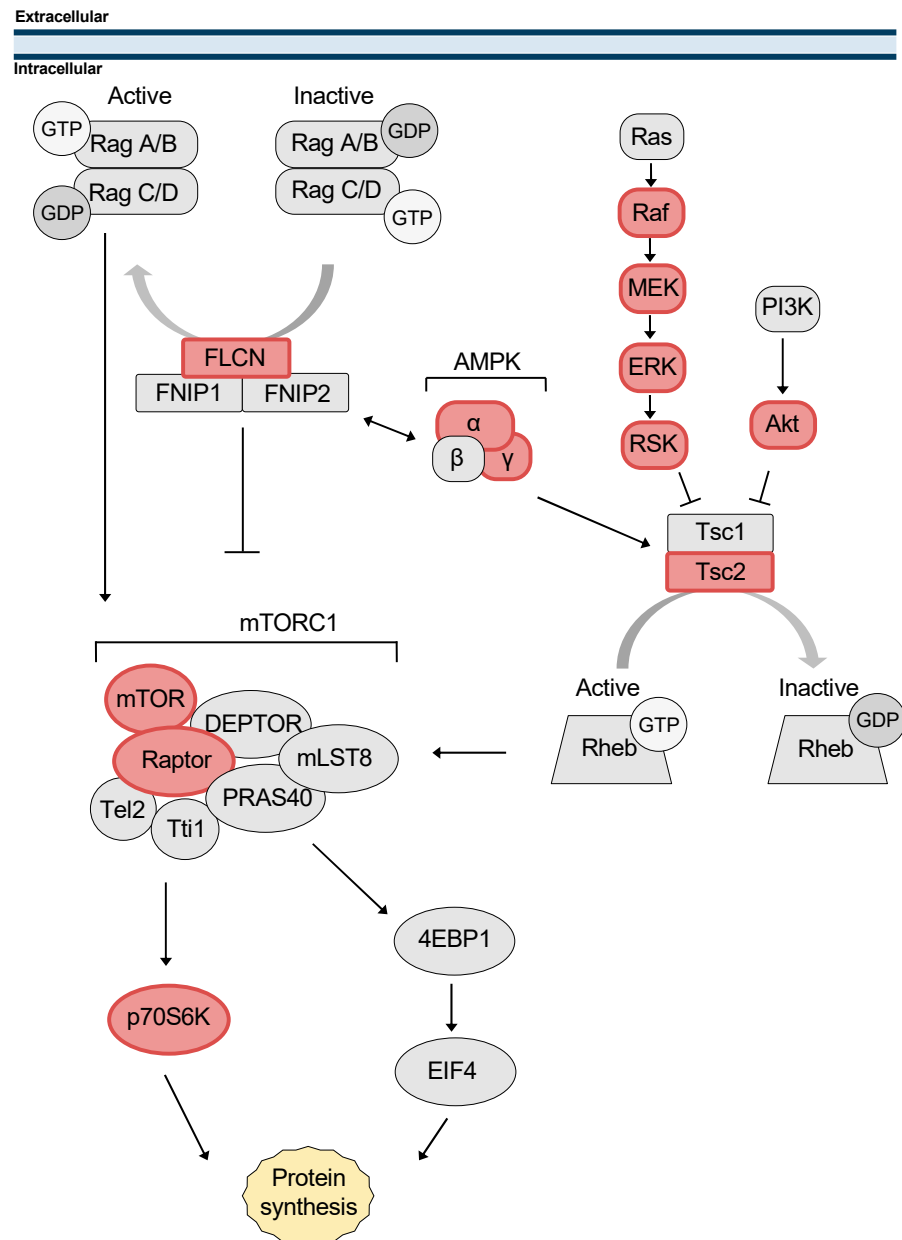 Extracellular
Intracellular
Active
Inactive
GTP
Rag A/B
Rag C/D
GDP
Rag A/B
GDP
Rag C/D
GTP
Ras
Raf
MEK
ERK
RSK
PI3K
Akt
FLCN
FNIP1
FNIP2
AMPK
α
β
γ
Tsc1
Tsc2
mTORC1
mTOR
DEPTOR
Raptor
mLST8
PRAS40
Tel2
Tti1
Active
GTP
Rheb
Inactive
GDP
Rheb
4EBP1
p70S6K
EIF4
Protein
synthesis